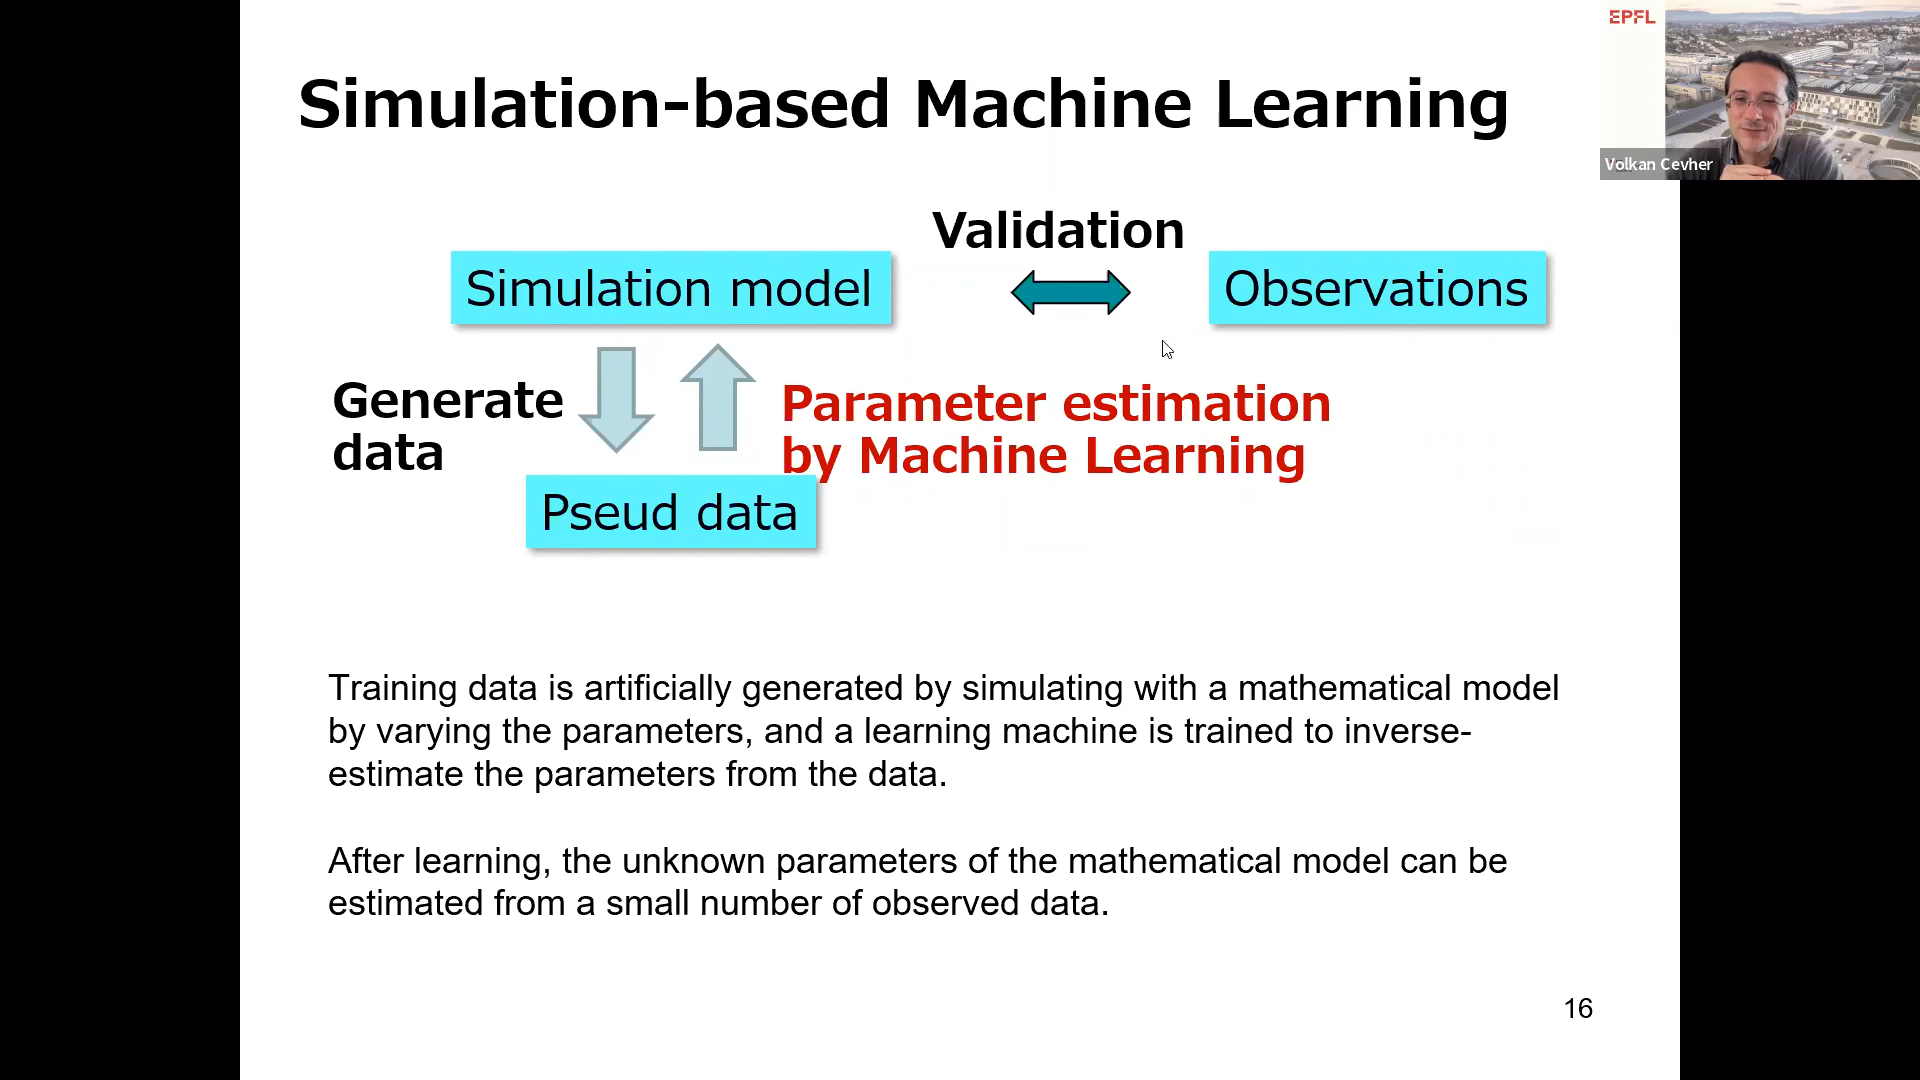 EPFL
Volkan Cevher
Simulation-based Machine Learning
Validation
Simulation model
Observations
Generate
data
Parameter estimation
by Machine Learning
Pseud data
Training data is artificially generated by simulating with a mathematical model
by varying the parameters, and a learning machine is trained to inverse-
estimate the parameters from the data.
After learning, the unknown parameters of the mathematical model can be
estimated from a small number of observed data.
16